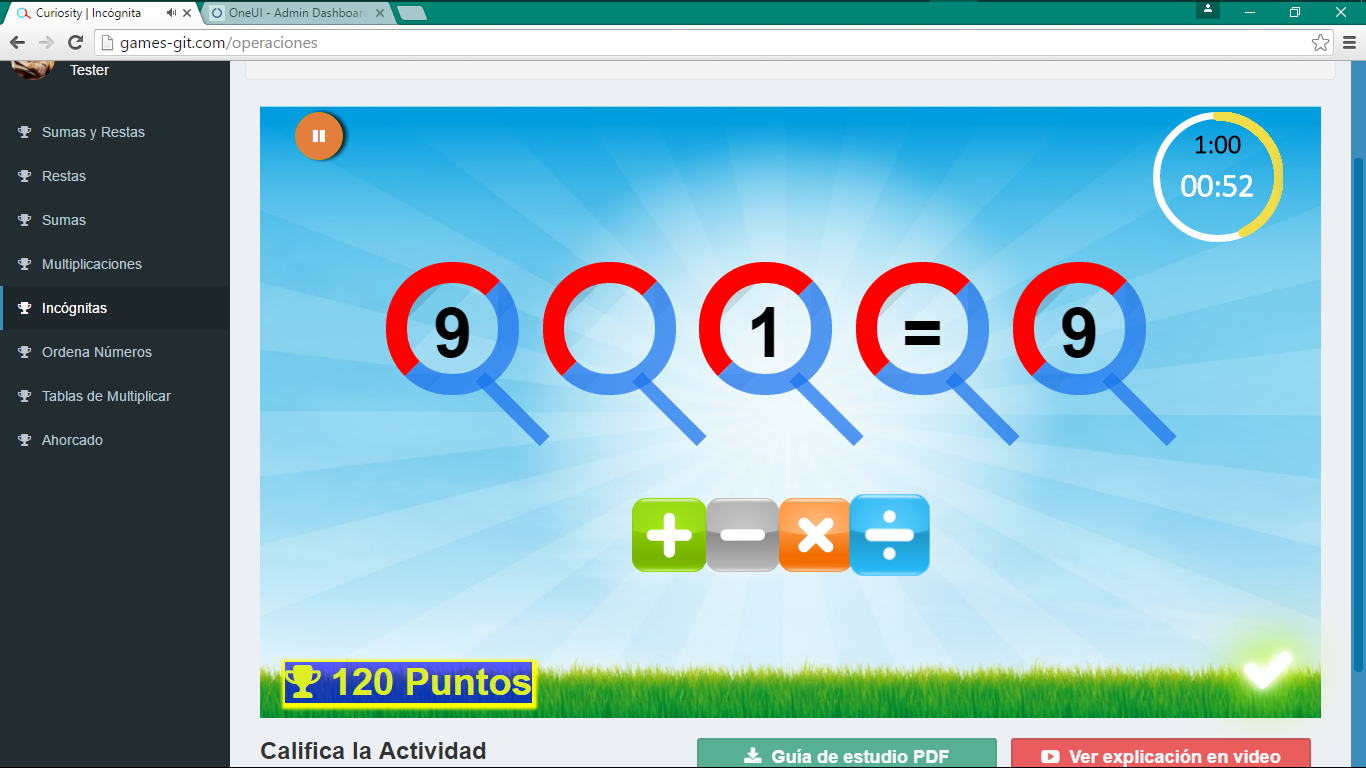 Curiosity | Incógnita
OneUI - Admin Dashboar
games-git.com/operaciones
Tester
Sumas y Restas
Restas
Sumas
Multiplicaciones
Incógnitas
Ordena Números
Tablas de Multiplicar
Ahorcado
1:00
00:52
9 1 = 9
+ − × ÷
120 Puntos
Califica la Actividad
Guía de estudio PDF
Ver explicación en video